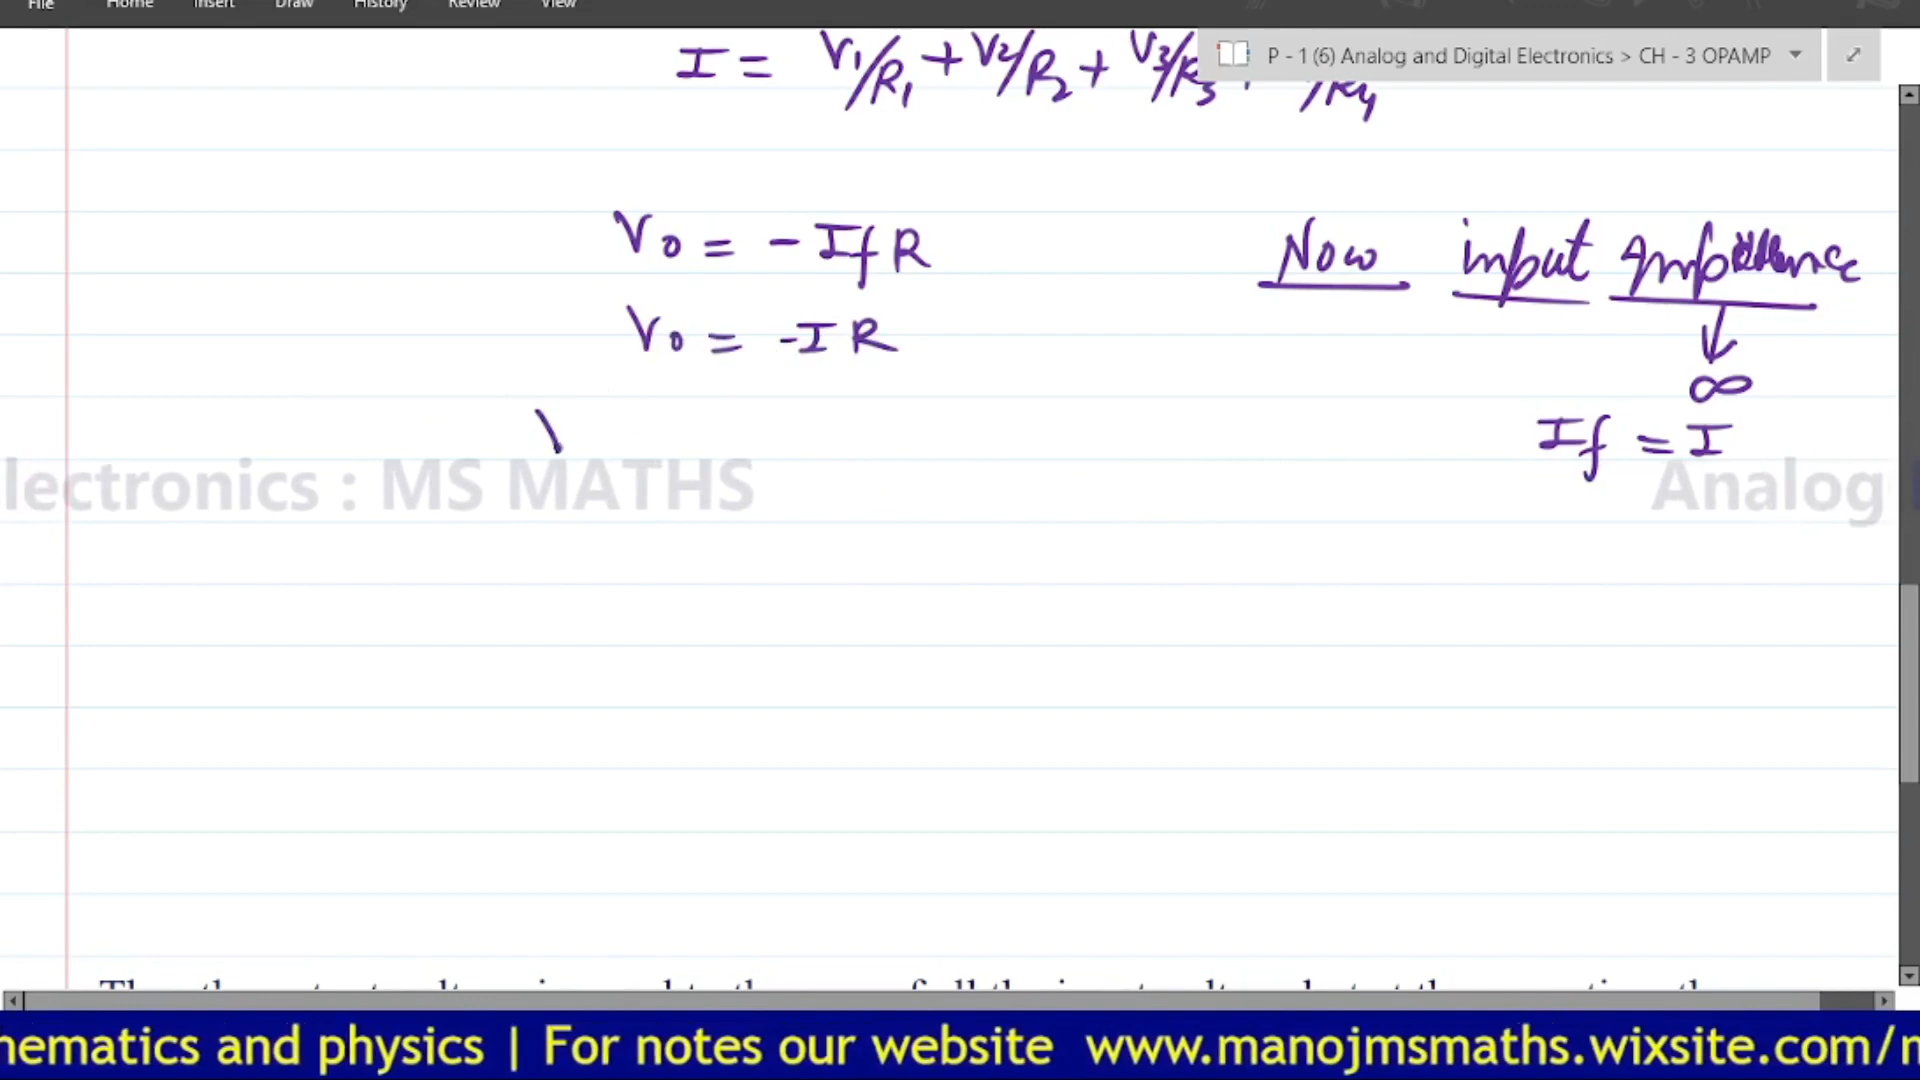 File Home Insert Draw History Review View
P - 1 (6) Analog and Digital Electronics > CH - 3 OPAMP
I = V1/R1 + V2/R2 + V3/R3 + /R4
V0 = - If R
Now input impedence
V0 = -I R
↓
∞
If = I
lectronics : MS MATHS
Analog
hematics and physics | For notes our website www.manojmsmaths.wixsite.com/m